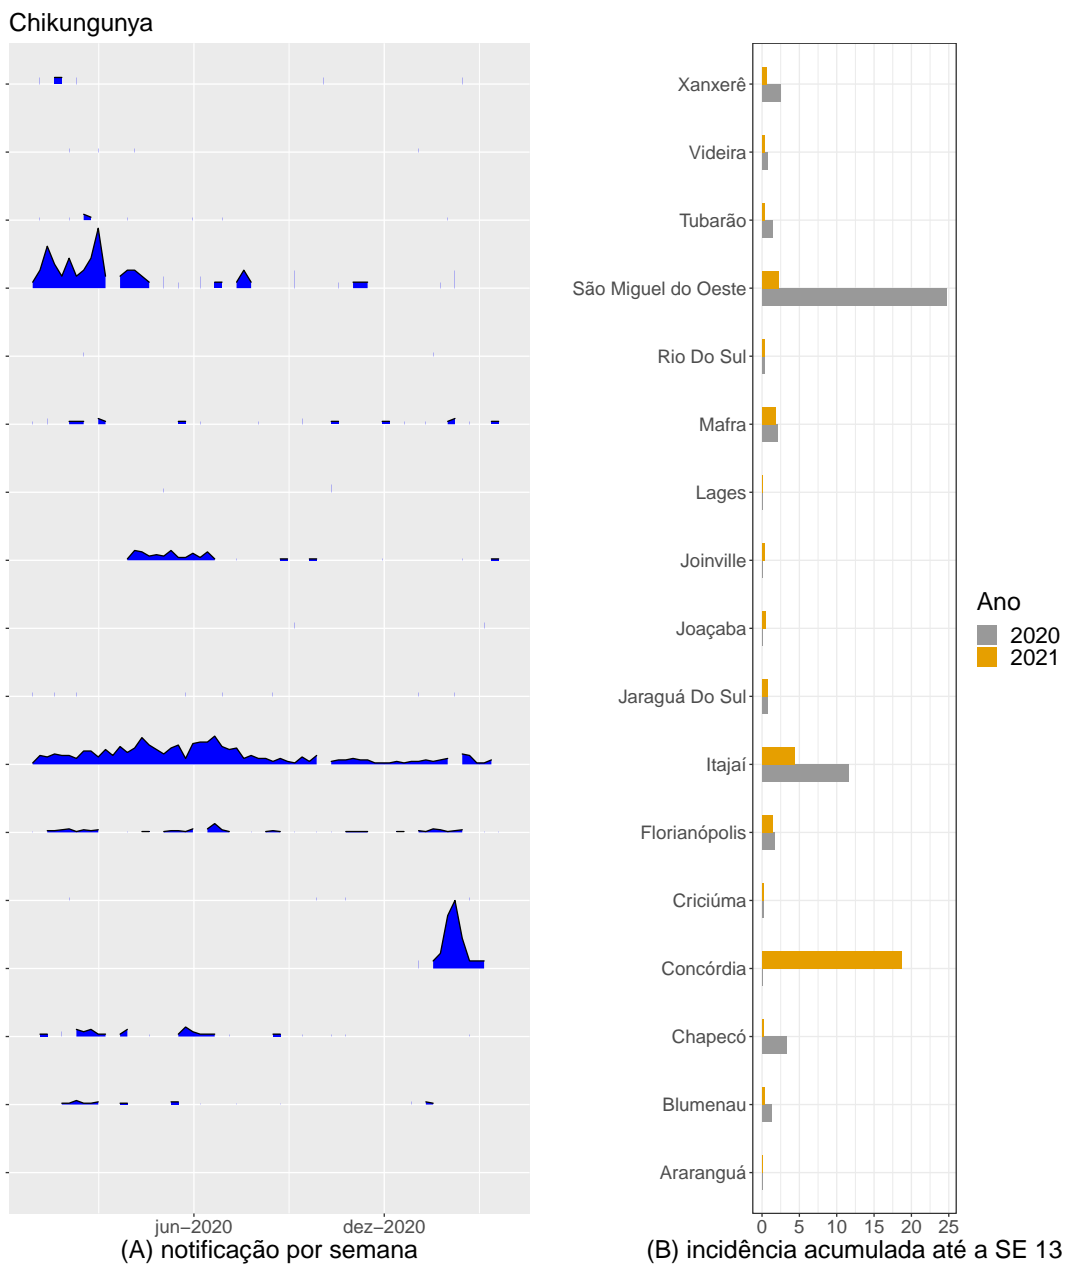 Chikungunya
Xanxerê
Videira
Tubarão
São Miguel do Oeste
Rio Do Sul
Mafra
Lages
Joinville
Joaçaba
Jaraguá Do Sul
Itajaí
Florianópolis
Criciúma
Concórdia
Chapecó
Blumenau
Araranguá
jun–2020 dez–2020
(A) notificação por semana
0 5 10 15 20 25
(B) incidência acumulada até a SE 13
Ano
2020
2021